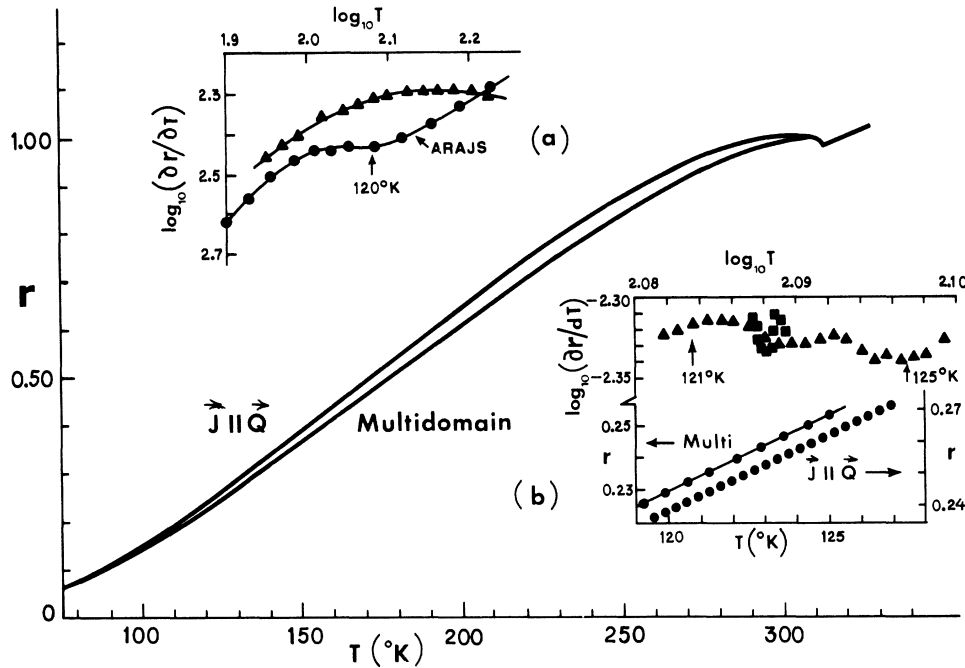 log₁₀T
1.9 2.0 2.1 2.2
log₁₀(∂r/∂T)
2.3
2.5
2.7
ARAJS
120°K
(a)
r
1.00
0.50
0
J⃗ || Q⃗
Multidomain
100 150 200 250 300
T (°K)
log₁₀T
2.08 2.09 2.10
log₁₀(∂r/dT)
-2.30
-2.35
121°K
125°K
(b)
r
0.25
0.23
← Multi
J⃗ || Q⃗ →
0.27
r
0.24
120 125
T (°K)